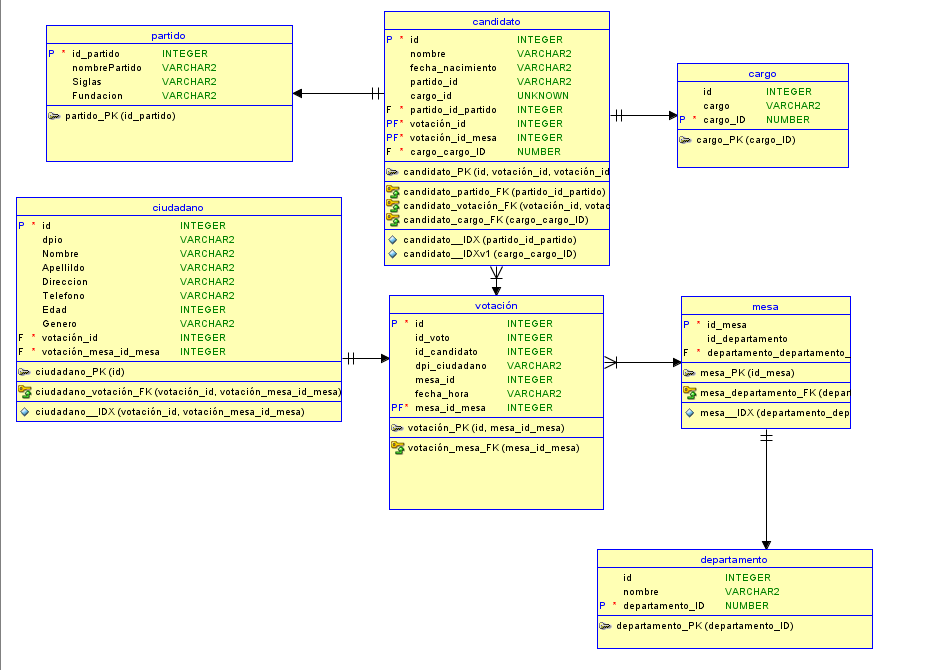 partido
P * id_partido INTEGER
nombrePartido VARCHAR2
Siglas VARCHAR2
Fundacion VARCHAR2
partido_PK (id_partido)
candidato
P * id INTEGER
nombre VARCHAR2
fecha_nacimiento VARCHAR2
partido_id VARCHAR2
cargo_id UNKNOWN
F * partido_id_partido INTEGER
PF* votación_id INTEGER
PF* votación_id_mesa INTEGER
F * cargo_cargo_ID NUMBER
candidato_PK (id, votación_id, votación_id
candidato_partido_FK (partido_id_partido)
candidato_votación_FK (votación_id, votac
candidato_cargo_FK (cargo_cargo_ID)
candidato__IDX (partido_id_partido)
candidato__IDXv1 (cargo_cargo_ID)
cargo
id INTEGER
cargo VARCHAR2
P * cargo_ID NUMBER
cargo_PK (cargo_ID)
ciudadano
P * id INTEGER
dpio VARCHAR2
Nombre VARCHAR2
Apellildo VARCHAR2
Direccion VARCHAR2
Telefono VARCHAR2
Edad INTEGER
Genero VARCHAR2
F * votación_id INTEGER
F * votación_mesa_id_mesa INTEGER
ciudadano_PK (id)
ciudadano_votación_FK (votación_id, votación_mesa_id_mesa)
ciudadano__IDX (votación_id, votación_mesa_id_mesa)
votación
P * id INTEGER
id_voto INTEGER
id_candidato INTEGER
dpi_ciudadano VARCHAR2
mesa_id INTEGER
fecha_hora VARCHAR2
PF* mesa_id_mesa INTEGER
votación_PK (id, mesa_id_mesa)
votación_mesa_FK (mesa_id_mesa)
mesa
P * id_mesa
id_departamento
F * departamento_departamento_
mesa_PK (id_mesa)
mesa_departamento_FK (depar
mesa__IDX (departamento_dep
departamento
id INTEGER
nombre VARCHAR2
P * departamento_ID NUMBER
departamento_PK (departamento_ID)